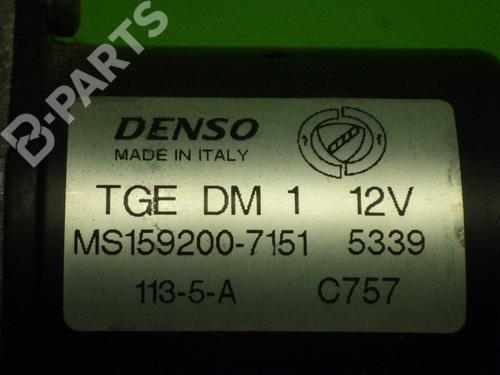 B-PARTS
DENSO
MADE IN ITALY
TGE DM 1 12V
MS159200-7151 5339
113-5-A C757